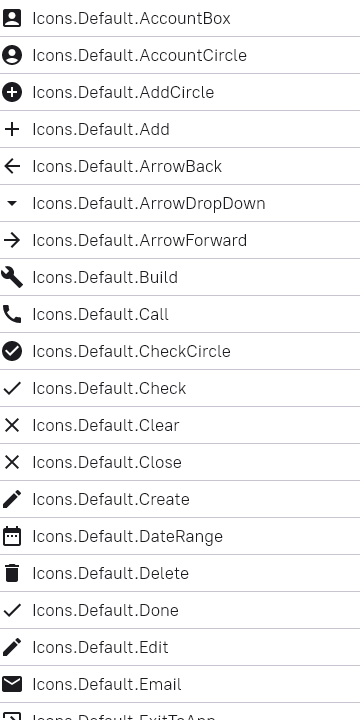 Icons.Default.AccountBox
Icons.Default.AccountCircle
Icons.Default.AddCircle
Icons.Default.Add
Icons.Default.ArrowBack
Icons.Default.ArrowDropDown
Icons.Default.ArrowForward
Icons.Default.Build
Icons.Default.Call
Icons.Default.CheckCircle
Icons.Default.Check
Icons.Default.Clear
Icons.Default.Close
Icons.Default.Create
Icons.Default.DateRange
Icons.Default.Delete
Icons.Default.Done
Icons.Default.Edit
Icons.Default.Email
Icons.Default.ExitToApp